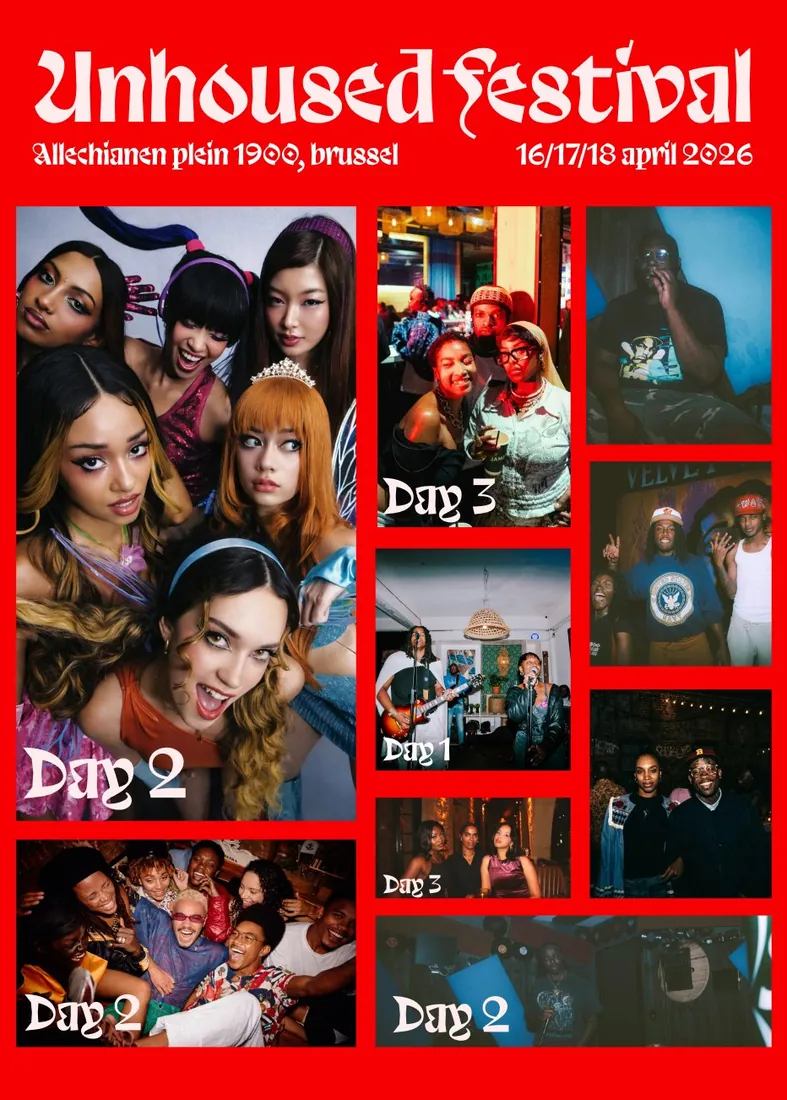 Unhoused festival
Allechianen plein 1900, brussel
16/17/18 april 2026
Day 3
VELVET
Day 1
Day 2
Day 3
Day 2
Day 2